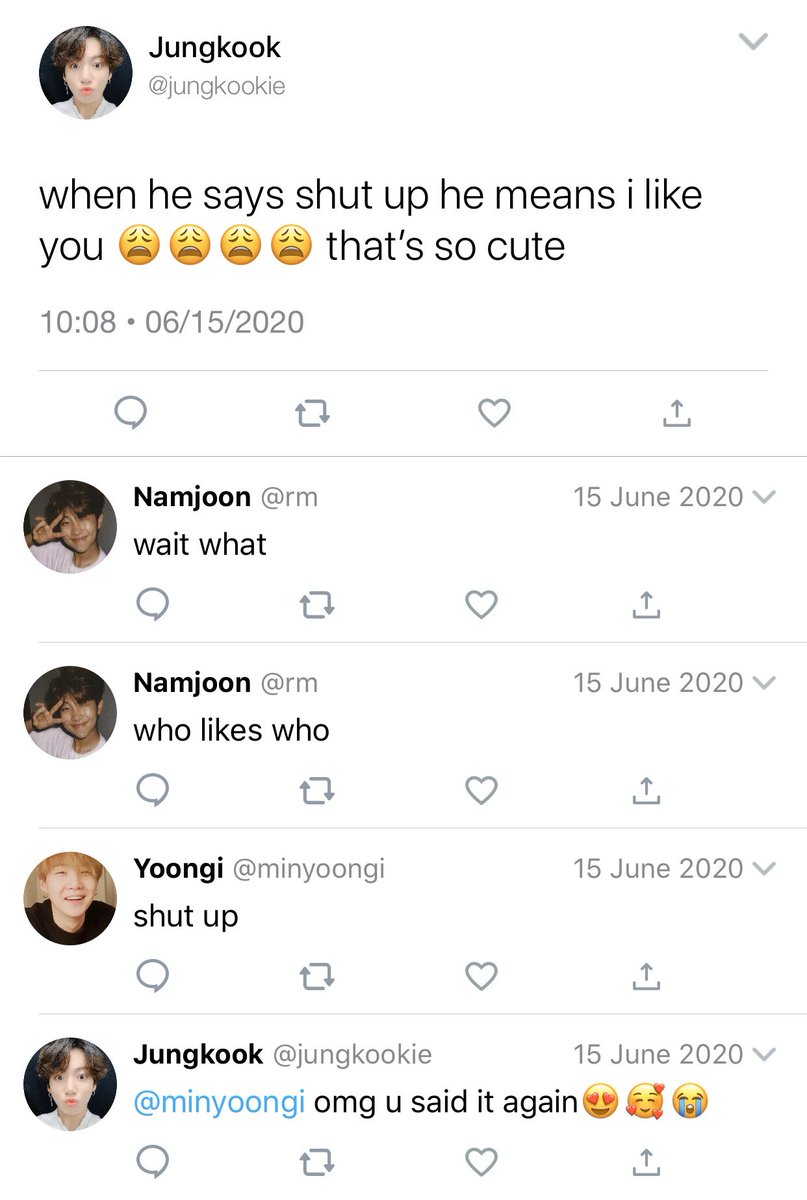 Jungkook
@jungkookie
when he says shut up he means i like
you 😩😩😩😩 that's so cute
10:08 • 06/15/2020
Namjoon @rm 15 June 2020
wait what
Namjoon @rm 15 June 2020
who likes who
Yoongi @minyoongi 15 June 2020
shut up
Jungkook @jungkookie 15 June 2020
@minyoongi omg u said it again😍🥰😭